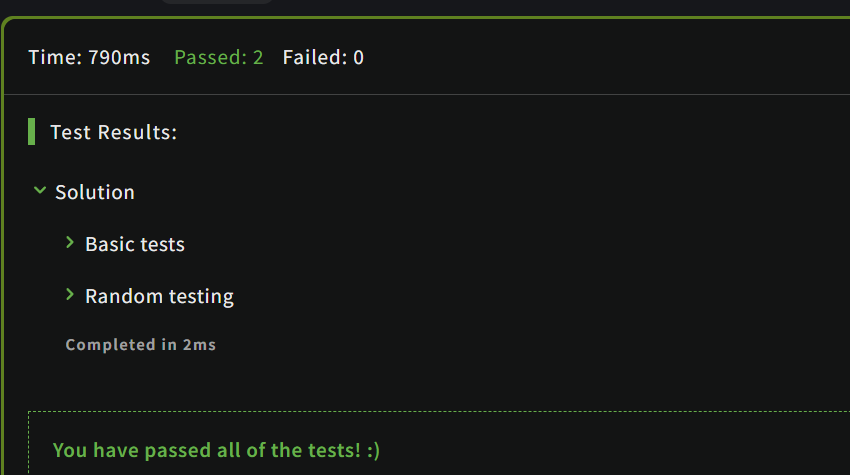 Time: 790ms Passed: 2 Failed: 0
Test Results:
Solution
Basic tests
Random testing
Completed in 2ms
You have passed all of the tests! :)